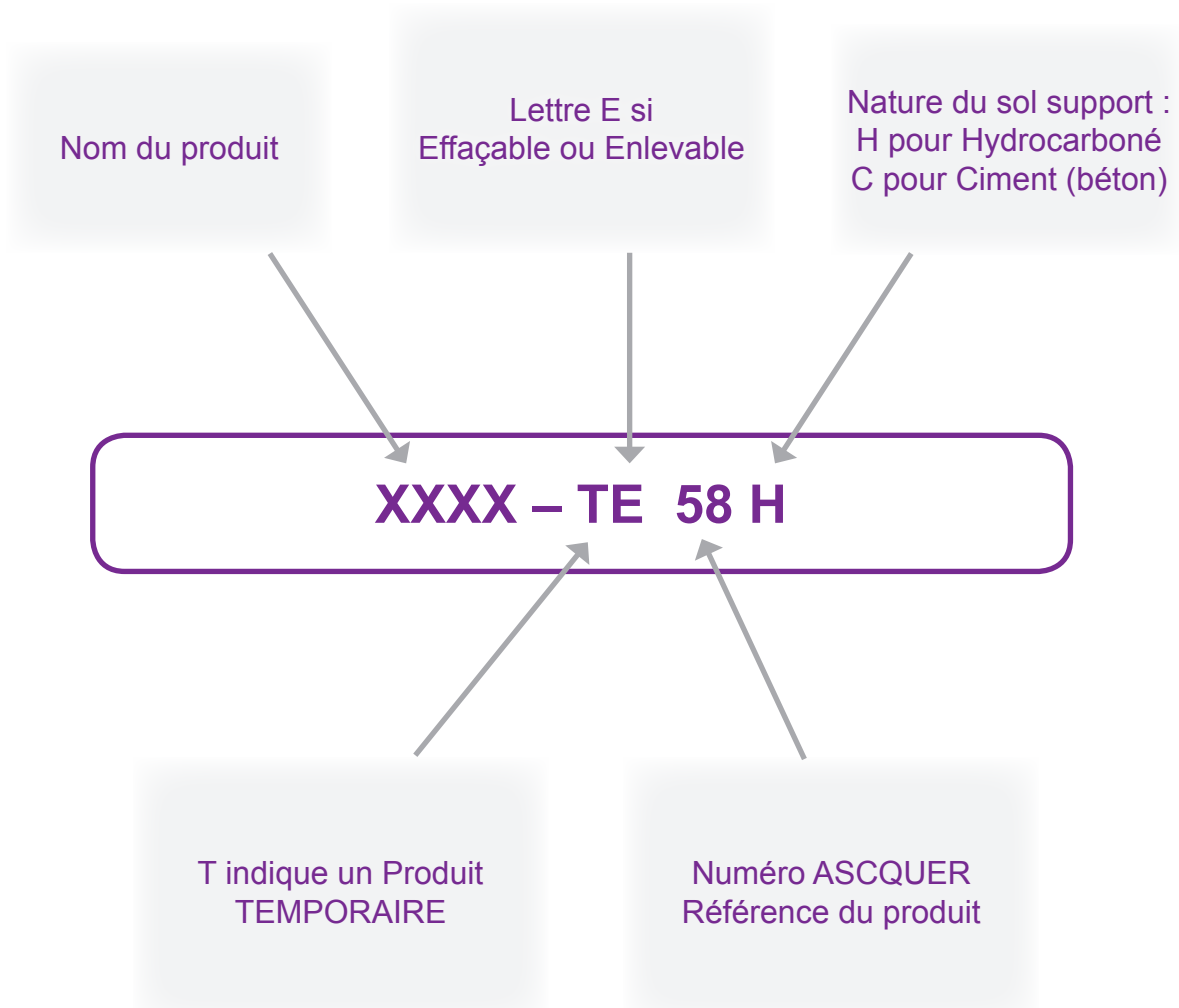 Nom du produit
Lettre E si
Effaçable ou Enlevable
Nature du sol support :
H pour Hydrocarboné
C pour Ciment (béton)
XXXX – TE 58 H
T indique un Produit
TEMPORAIRE
Numéro ASCQUER
Référence du produit